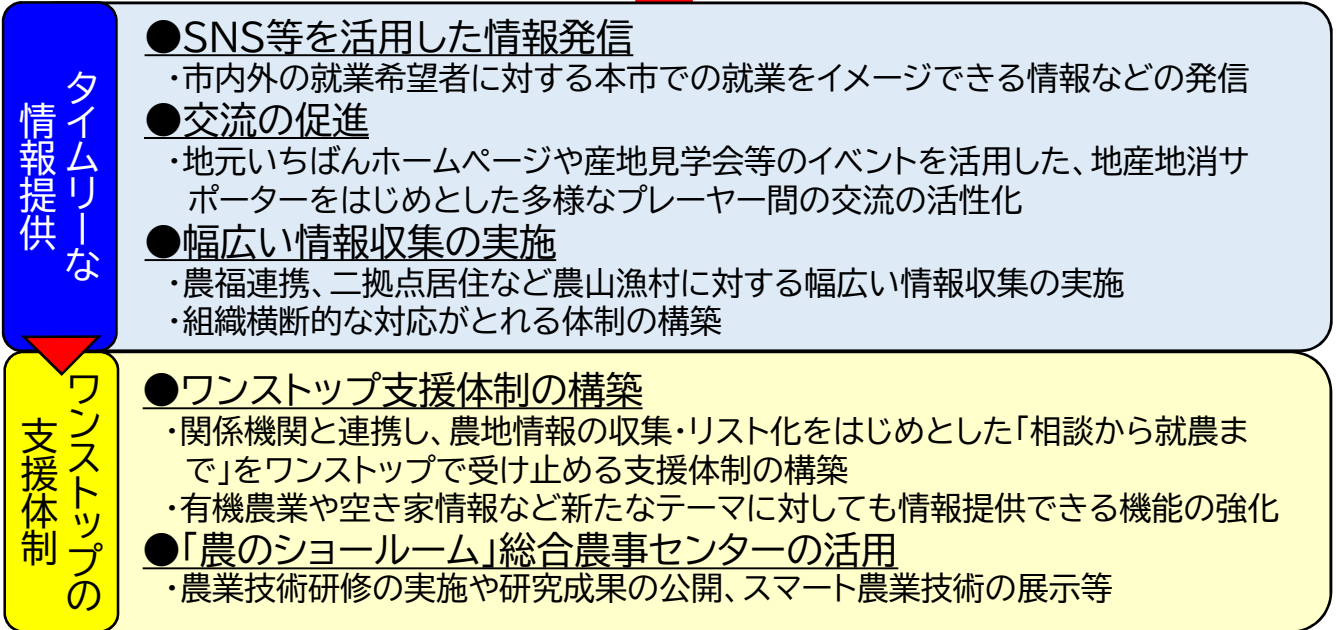 タイムリーな
情報提供
●SNS等を活用した情報発信
・市内外の就業希望者に対する本市での就業をイメージできる情報などの発信
●交流の促進
・地元いちばんホームページや産地見学会等のイベントを活用した、地産地消サ
ポーターをはじめとした多様なプレーヤー間の交流の活性化
●幅広い情報収集の実施
・農福連携、二拠点居住など農山漁村に対する幅広い情報収集の実施
・組織横断的な対応がとれる体制の構築
ワンストップの
支援体制
●ワンストップ支援体制の構築
・関係機関と連携し、農地情報の収集・リスト化をはじめとした「相談から就農ま
で」をワンストップで受け止める支援体制の構築
・有機農業や空き家情報など新たなテーマに対しても情報提供できる機能の強化
●「農のショールーム」総合農事センターの活用
・農業技術研修の実施や研究成果の公開、スマート農業技術の展示等